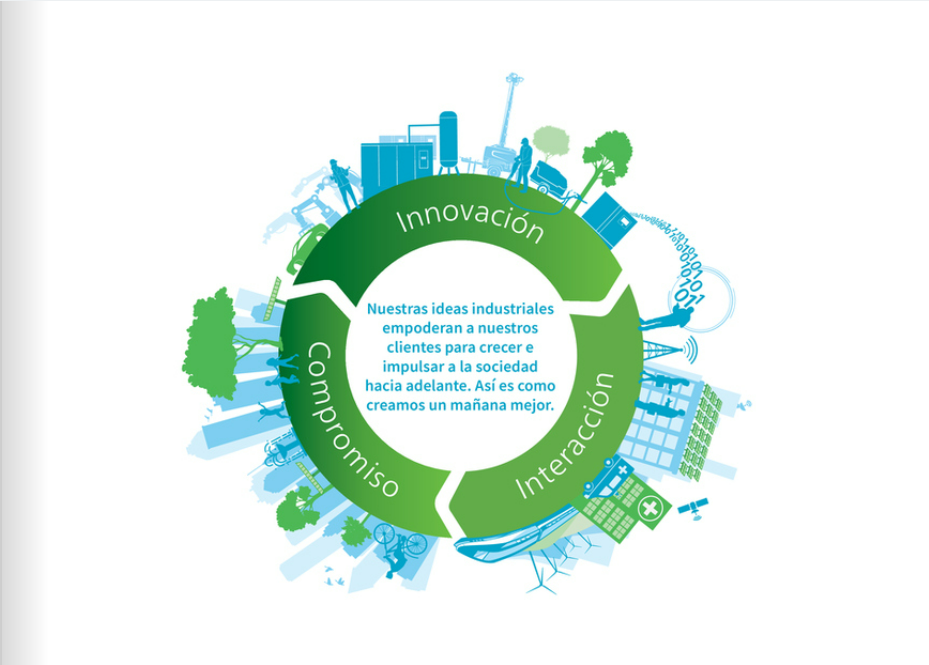 Innovación
Nuestras ideas industriales
empoderan a nuestros
clientes para crecer e
impulsar a la sociedad
hacia adelante. Así es como
creamos un mañana mejor.
Compromiso
Interacción